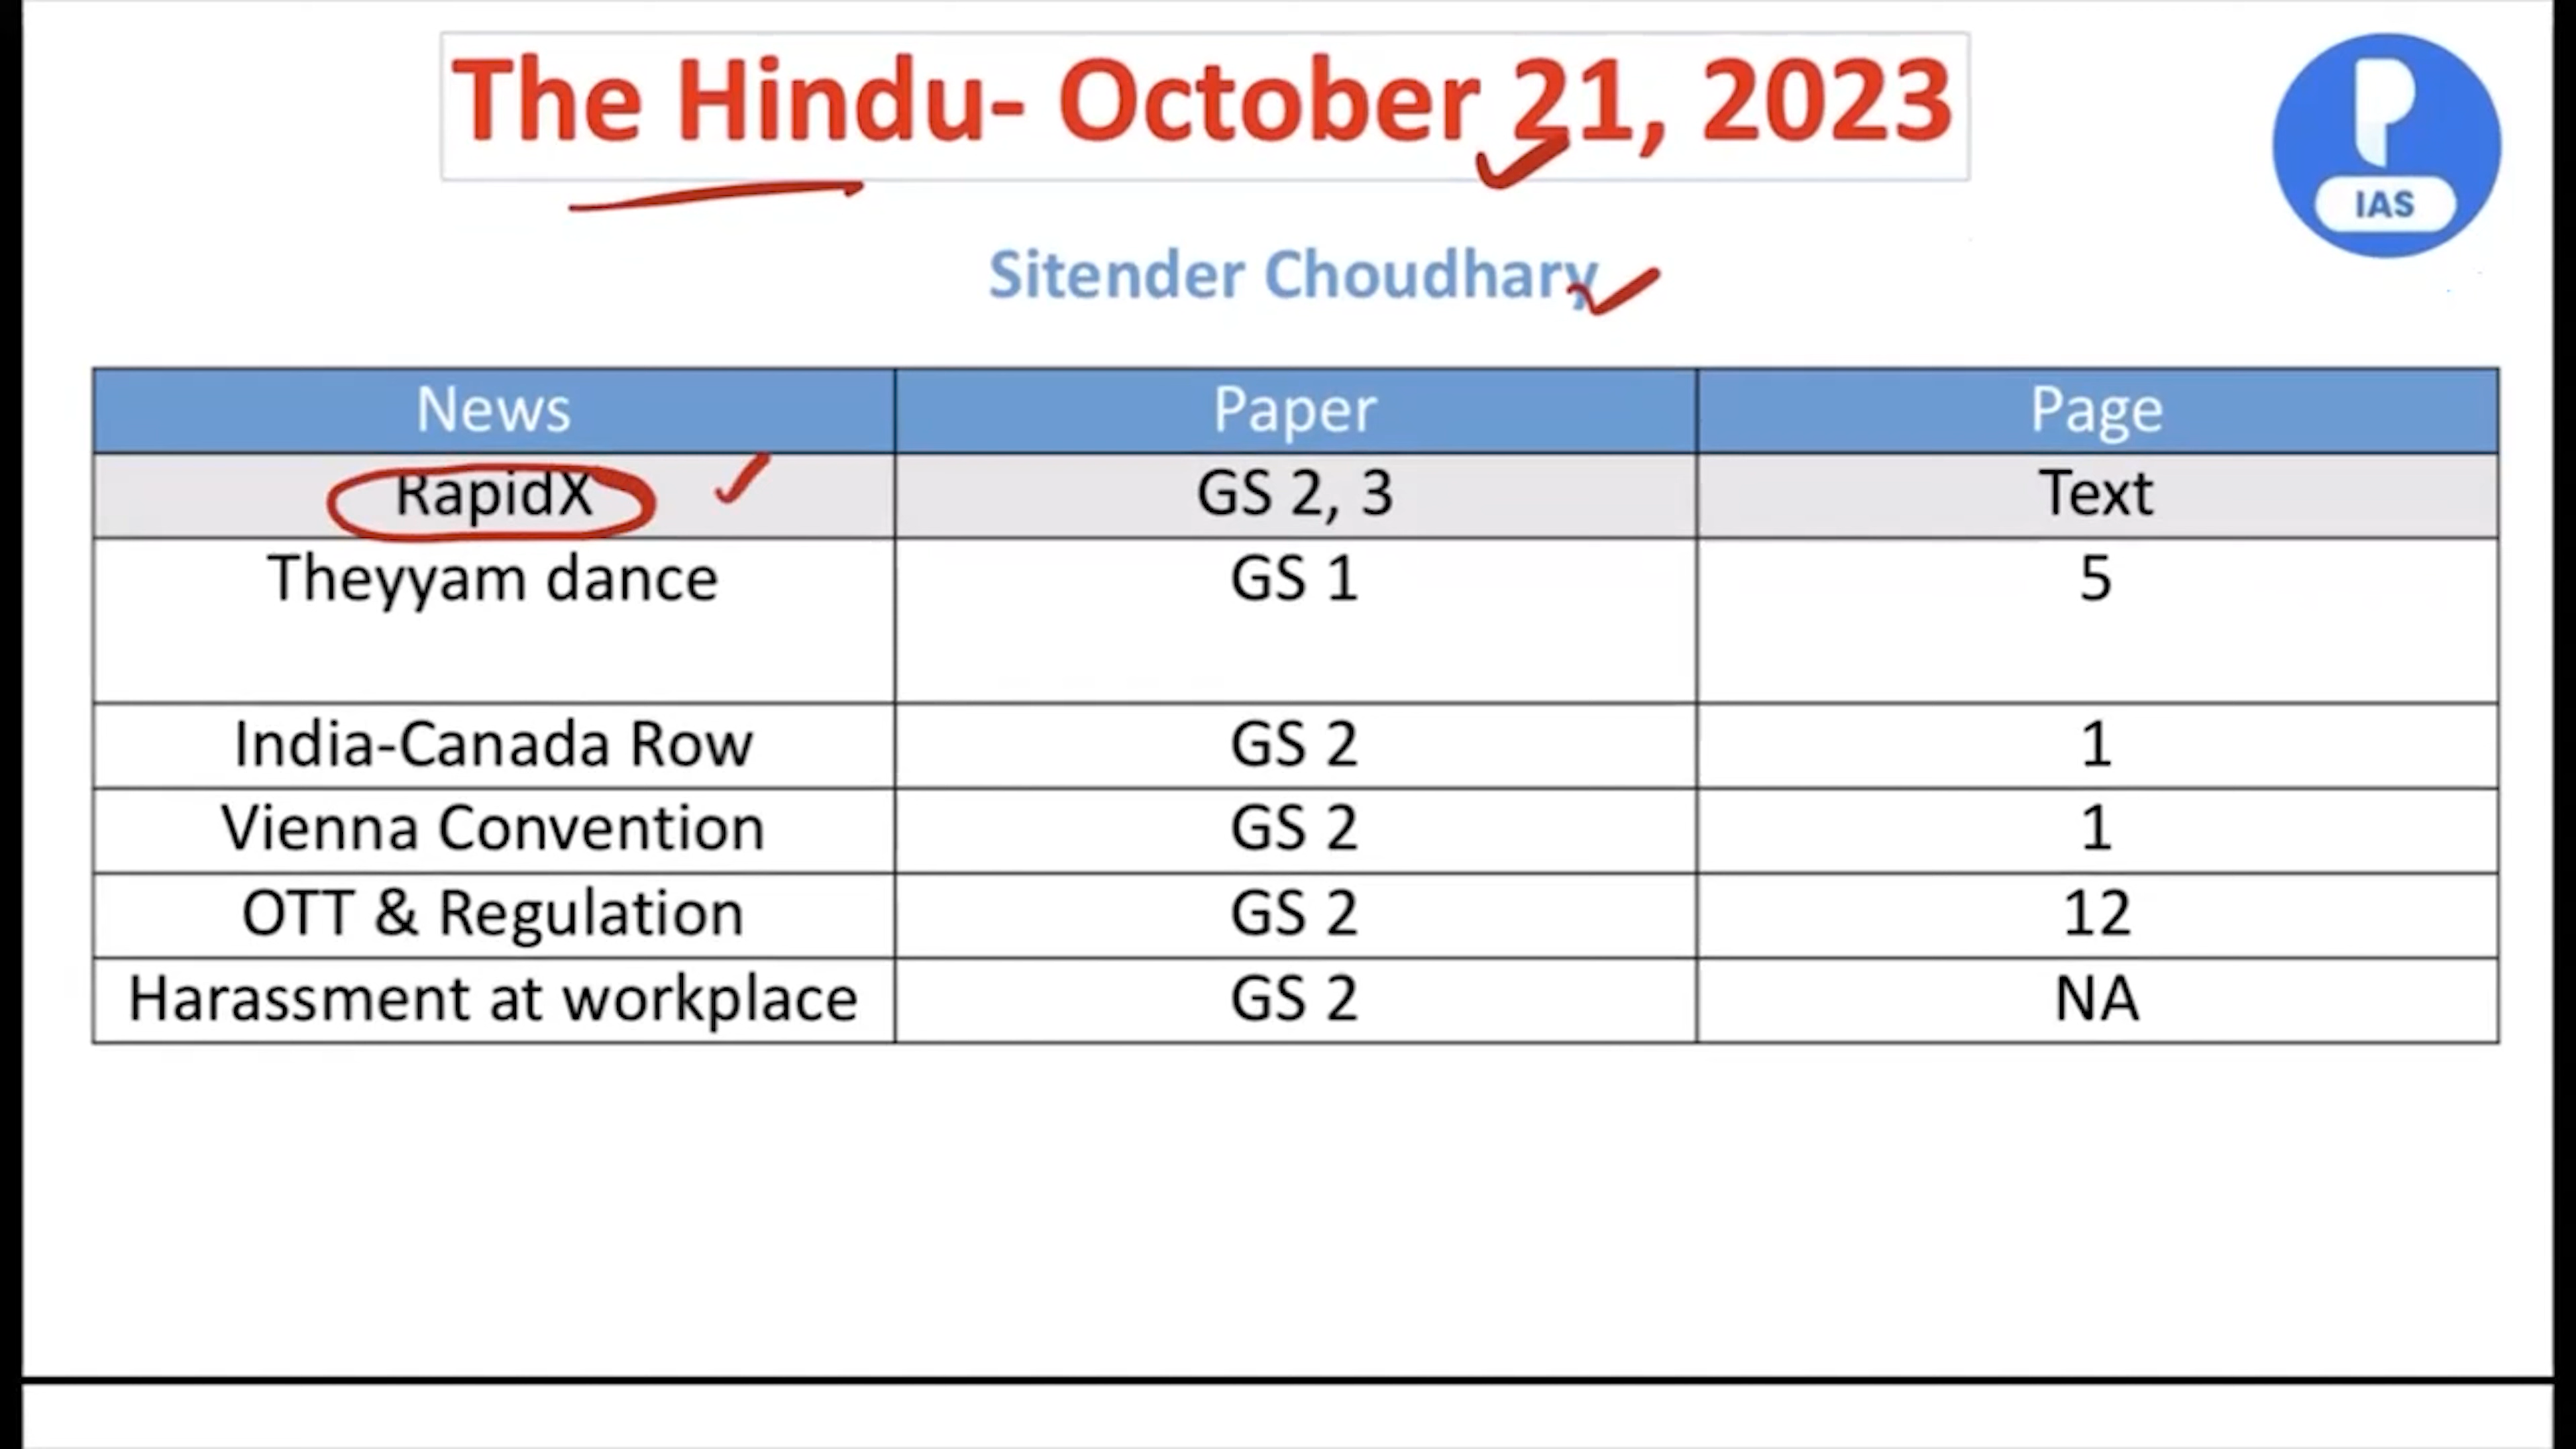 The Hindu- October 21, 2023
P
IAS
Sitender Choudhary
News Paper Page
RapidX GS 2, 3 Text
Theyyam dance GS 1 5
India-Canada Row GS 2 1
Vienna Convention GS 2 1
OTT & Regulation GS 2 12
Harassment at workplace GS 2 NA